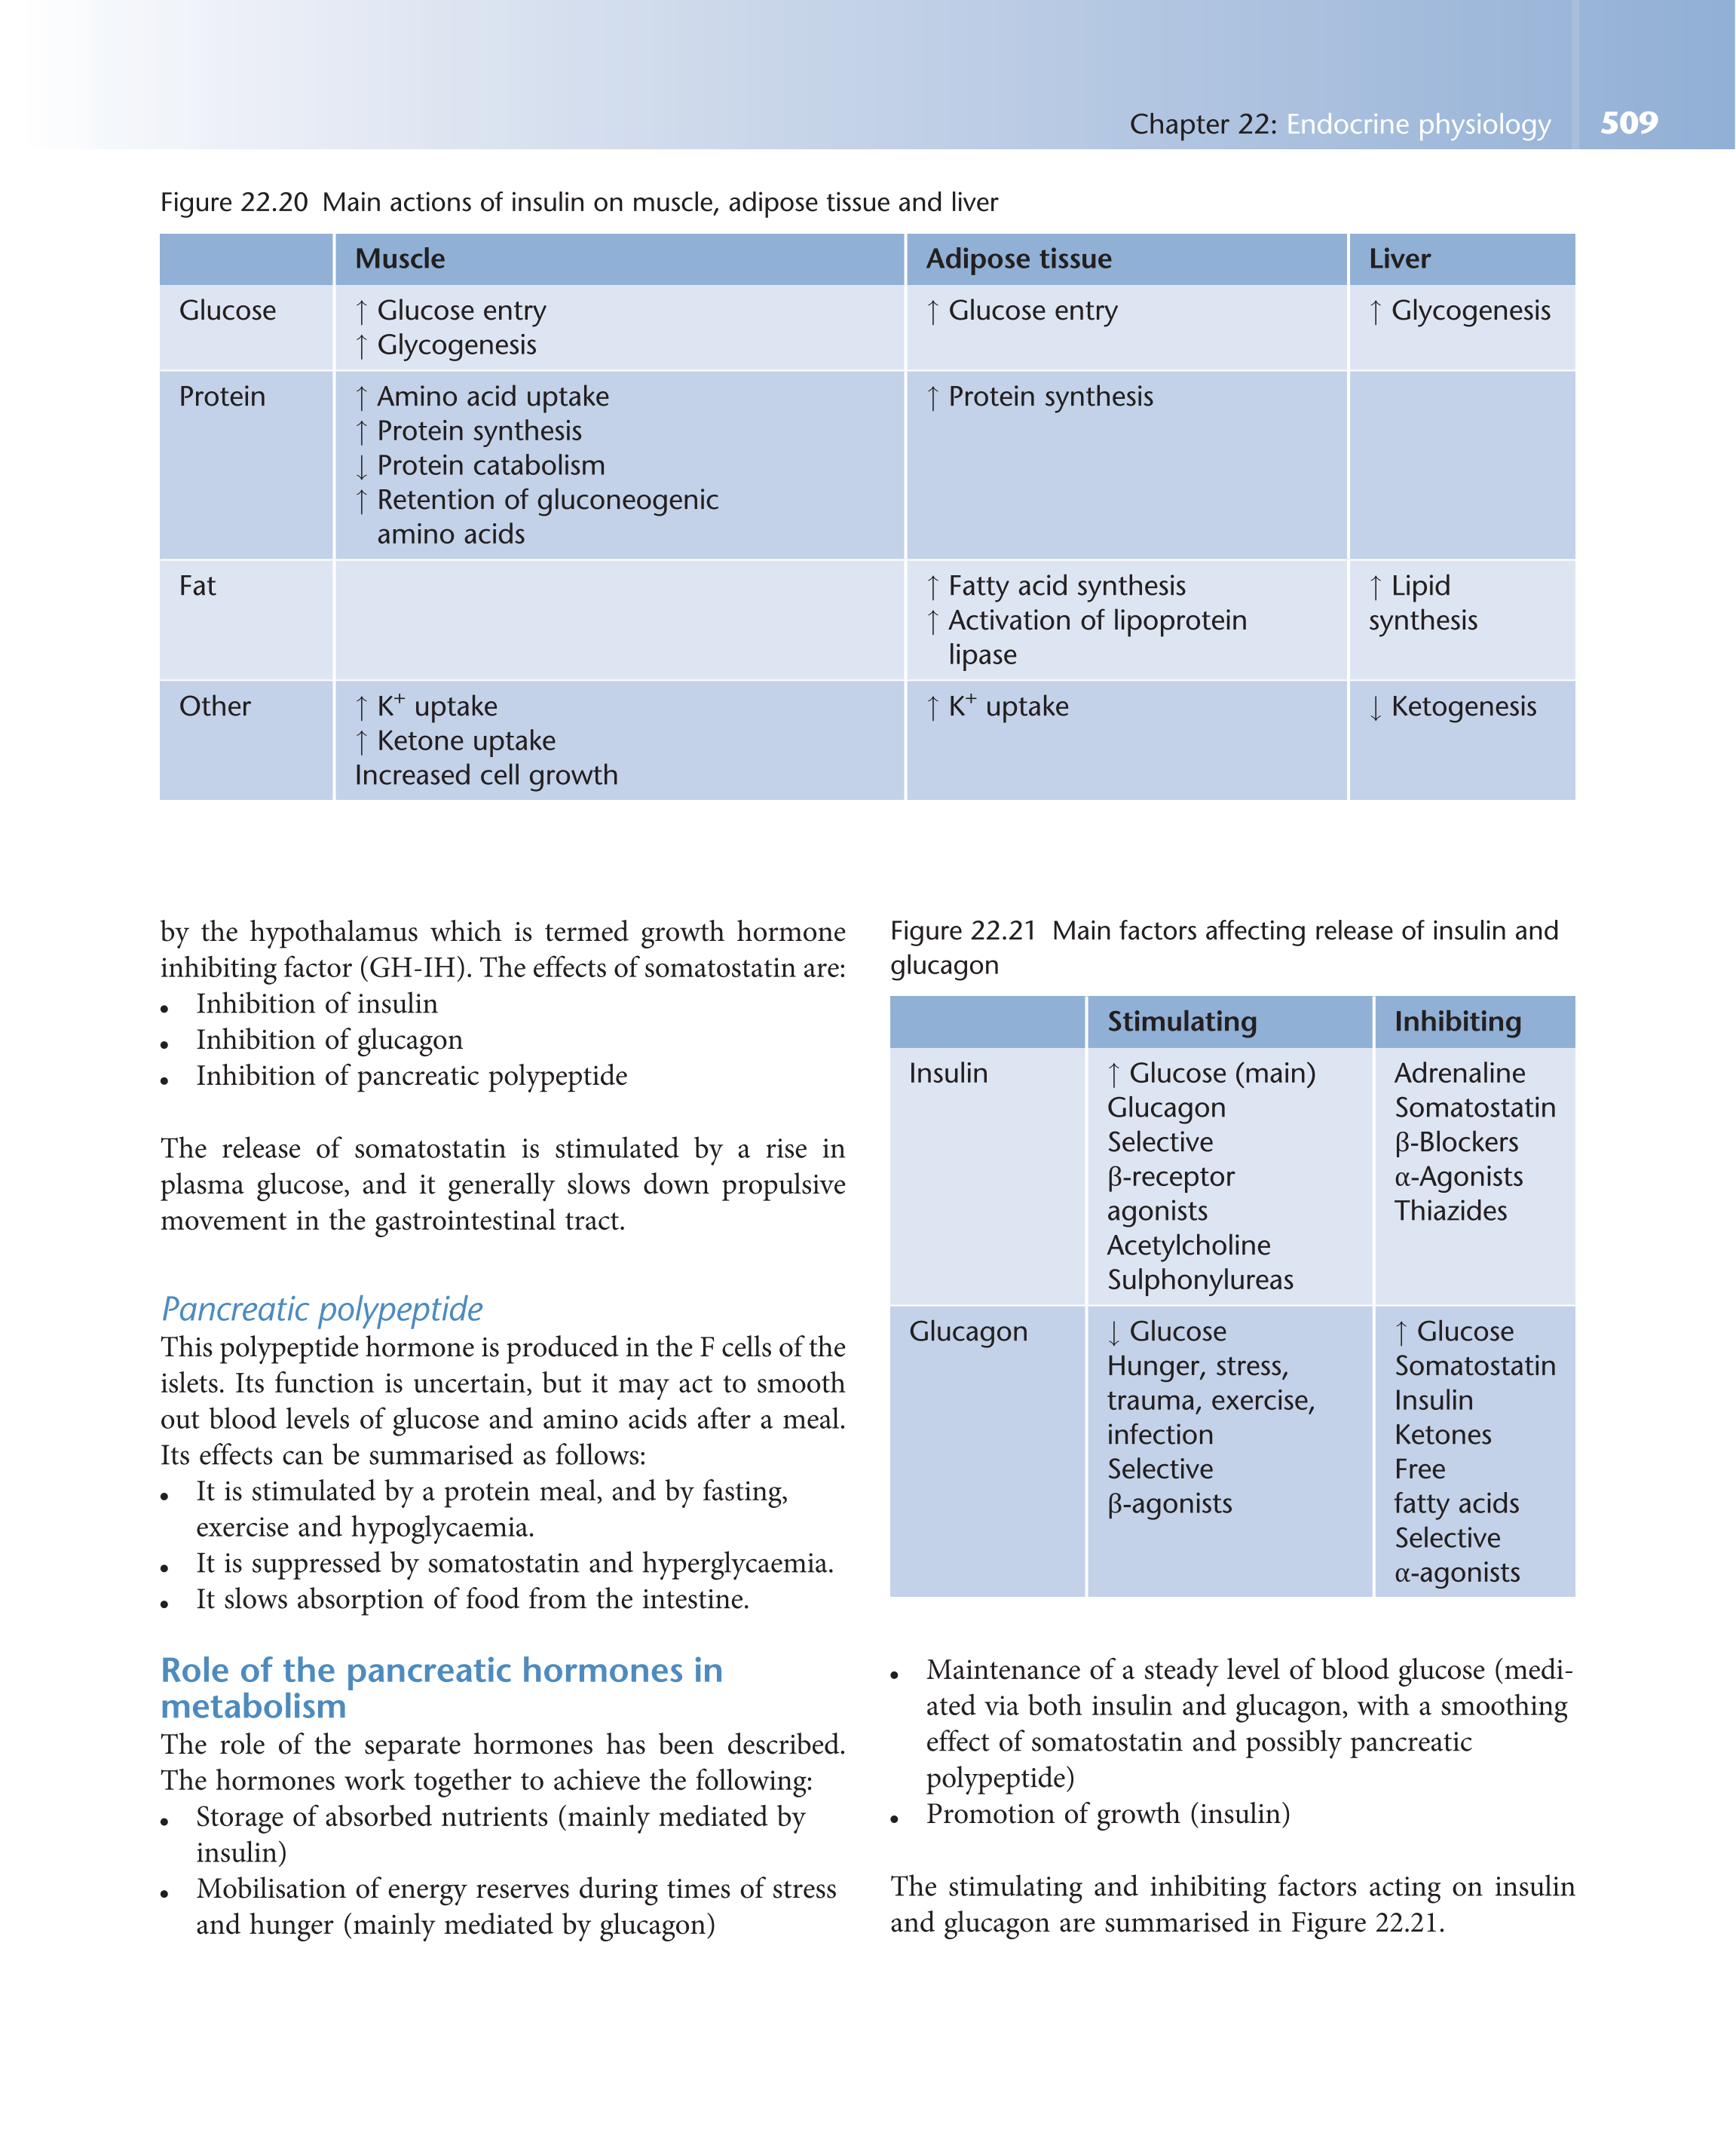 Chapter 22: Endocrine physiology 509
Figure 22.20 Main actions of insulin on muscle, adipose tissue and liver
Muscle Adipose tissue Liver
Glucose ↑ Glucose entry ↑ Glucose entry ↑ Glycogenesis
↑ Glycogenesis
Protein ↑ Amino acid uptake ↑ Protein synthesis
↑ Protein synthesis
↓ Protein catabolism
↑ Retention of gluconeogenic
amino acids
Fat ↑ Fatty acid synthesis ↑ Lipid
↑ Activation of lipoprotein synthesis
lipase
Other ↑ K⁺ uptake ↑ K⁺ uptake ↓ Ketogenesis
↑ Ketone uptake
Increased cell growth
by the hypothalamus which is termed growth hormone
inhibiting factor (GH-IH). The effects of somatostatin are:
• Inhibition of insulin
• Inhibition of glucagon
• Inhibition of pancreatic polypeptide
The release of somatostatin is stimulated by a rise in
plasma glucose, and it generally slows down propulsive
movement in the gastrointestinal tract.
Pancreatic polypeptide
This polypeptide hormone is produced in the F cells of the
islets. Its function is uncertain, but it may act to smooth
out blood levels of glucose and amino acids after a meal.
Its effects can be summarised as follows:
• It is stimulated by a protein meal, and by fasting,
exercise and hypoglycaemia.
• It is suppressed by somatostatin and hyperglycaemia.
• It slows absorption of food from the intestine.
Role of the pancreatic hormones in
metabolism
The role of the separate hormones has been described.
The hormones work together to achieve the following:
• Storage of absorbed nutrients (mainly mediated by
insulin)
• Mobilisation of energy reserves during times of stress
and hunger (mainly mediated by glucagon)
Figure 22.21 Main factors affecting release of insulin and
glucagon
Stimulating Inhibiting
Insulin ↑ Glucose (main) Adrenaline
Glucagon Somatostatin
Selective β-Blockers
β-receptor α-Agonists
agonists Thiazides
Acetylcholine
Sulphonylureas
Glucagon ↓ Glucose ↑ Glucose
Hunger, stress, Somatostatin
trauma, exercise, Insulin
infection Ketones
Selective Free
β-agonists fatty acids
Selective
α-agonists
• Maintenance of a steady level of blood glucose (medi-
ated via both insulin and glucagon, with a smoothing
effect of somatostatin and possibly pancreatic
polypeptide)
• Promotion of growth (insulin)
The stimulating and inhibiting factors acting on insulin
and glucagon are summarised in Figure 22.21.